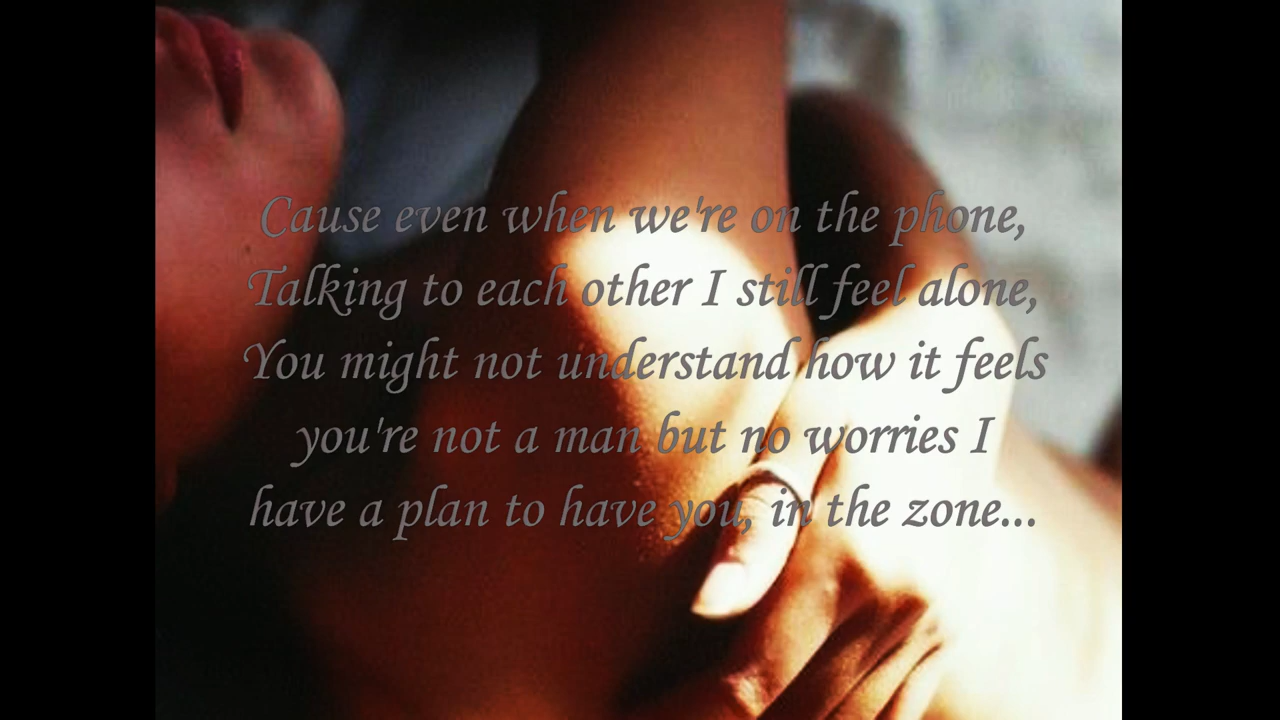 Cause even when we're on the phone,
Talking to each other I still feel alone,
You might not understand how it feels
you're not a man but no worries I
have a plan to have you, in the zone...